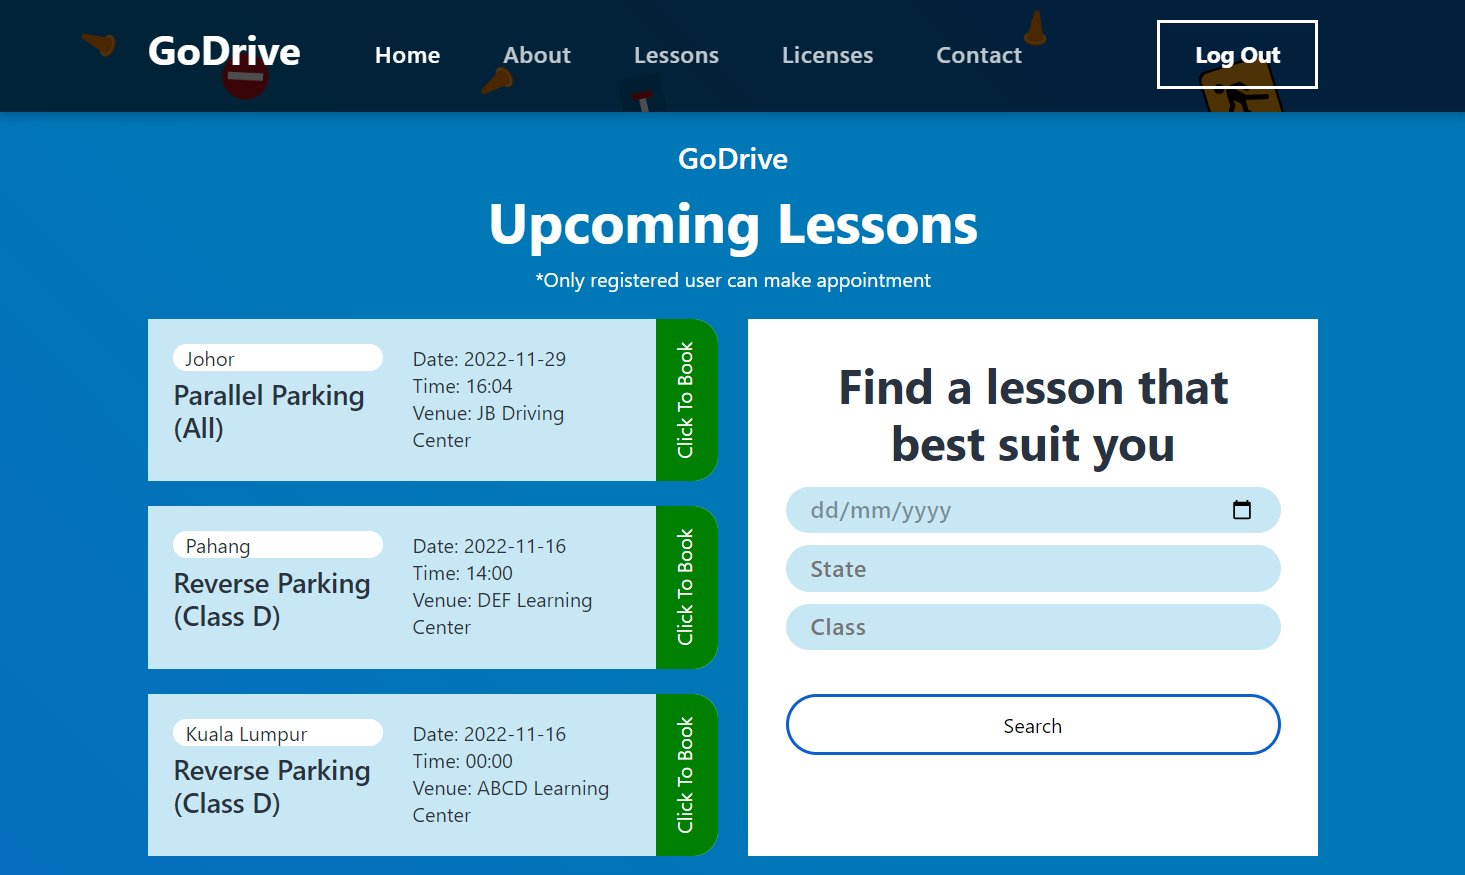 GoDrive
Home
About
Lessons
Licenses
Contact
Log Out
GoDrive
Upcoming Lessons
*Only registered user can make appointment
Johor
Parallel Parking
(All)
Date: 2022-11-29
Time: 16:04
Venue: JB Driving
Center
Click To Book
Pahang
Reverse Parking
(Class D)
Date: 2022-11-16
Time: 14:00
Venue: DEF Learning
Center
Click To Book
Kuala Lumpur
Reverse Parking
(Class D)
Date: 2022-11-16
Time: 00:00
Venue: ABCD Learning
Center
Click To Book
Find a lesson that
best suit you
dd/mm/yyyy
State
Class
Search